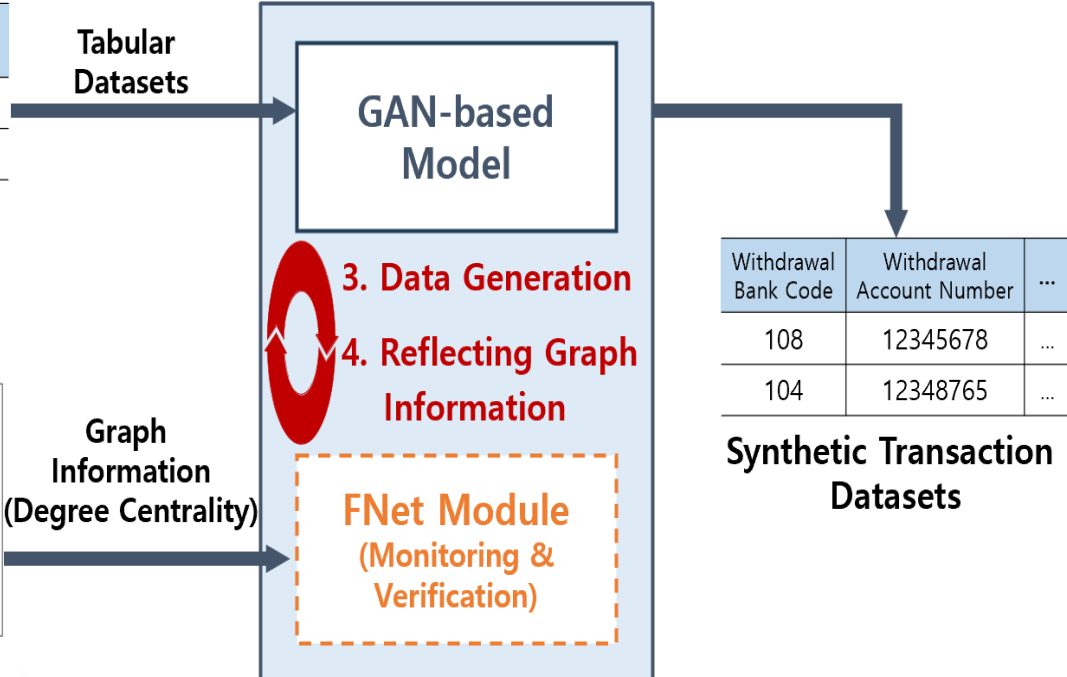 Tabular
Datasets
GAN-based
Model
3. Data Generation
4. Reflecting Graph
Information
Graph
Information
(Degree Centrality)
FNet Module
(Monitoring &
Verification)
Withdrawal
Bank Code
Withdrawal
Account Number
...
108
12345678
...
104
12348765
...
Synthetic Transaction
Datasets